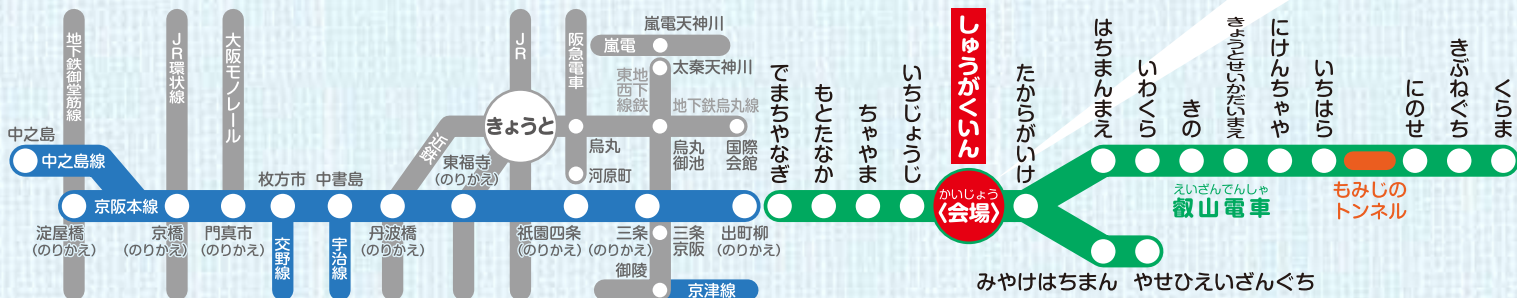 地下鉄御堂筋線
JR環状線
大阪モノレール
JR
阪急電車
嵐電天神川
嵐電
太秦天神川
東西線
地下鉄
地下鉄烏丸線
きょうと
近鉄
烏丸
烏丸
御池
国際
会館
河原町
中之島
中之島線
京阪本線
淀屋橋
(のりかえ)
京橋
(のりかえ)
門真市
(のりかえ)
枚方市
交野線
中書島
宇治線
丹波橋
(のりかえ)
東福寺
(のりかえ)
祇園四条
(のりかえ)
三条
(のりかえ)
三条
京阪
出町柳
(のりかえ)
御陵
京津線
でまちやなぎ
もとたなか
ちゃやま
いちじょうじ
しゅうがくいん
かいじょう
〈会場〉
たからがいけ
はちまんまえ
いわくら
きの
きょうとせいかだいまえ
にけんちゃや
いちはら
もみじの
トンネル
にのせ
きぶねぐち
くらま
えいざんでんしゃ
叡山電車
みやけはちまん
やせひえいざんぐち